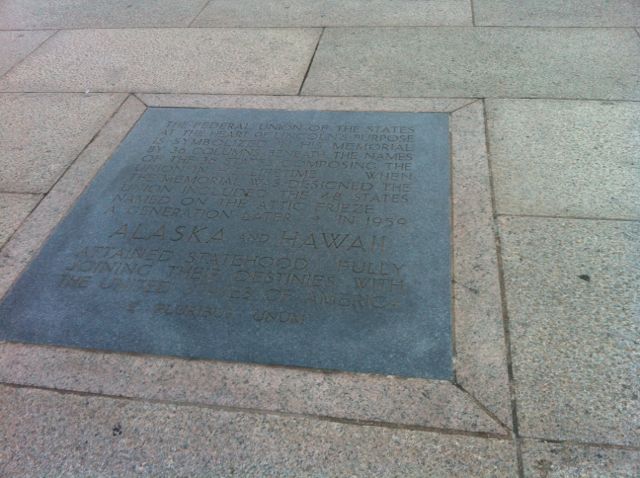 THE FEDERAL UNION OF THE STATES
AT THE HEART OF LINCOLN'S PURPOSE
IS SYMBOLIZED THIS MEMORIAL
BY 36 COLUMNS THE NAMES
OF THE STATES COMPOSING THE
UNION IN LIFETIME WHEN
THE MEMORIAL WAS DESIGNED THE
UNION INCLUDED THE 48 STATES
NAMED ON THE ATTIC FRIEZE
A GENERATION LATER IN 1959
ALASKA AND HAWAII
ATTAINED STATEHOOD FULLY
JOINING THEIR DESTINIES WITH
THE UNITED STATES OF AMERICA
E PLURIBUS UNUM